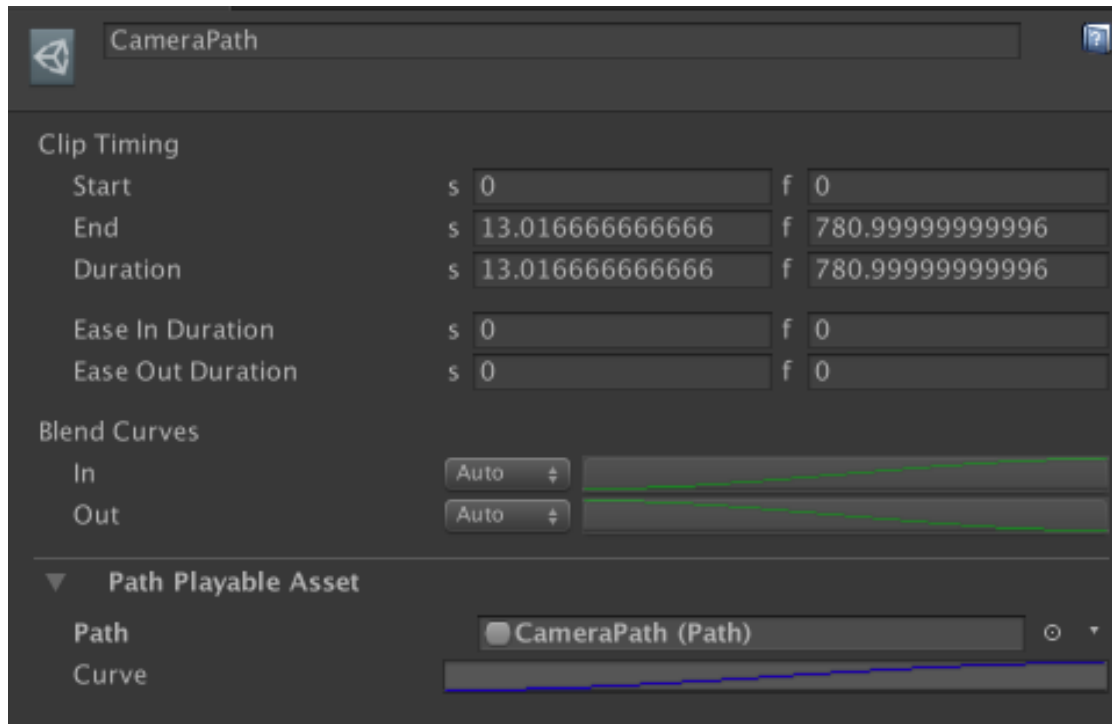 CameraPath
Clip Timing
Start s 0 f 0
End s 13.016666666666 f 780.99999999996
Duration s 13.016666666666 f 780.99999999996
Ease In Duration s 0 f 0
Ease Out Duration s 0 f 0
Blend Curves
In Auto
Out Auto
Path Playable Asset
Path CameraPath (Path)
Curve